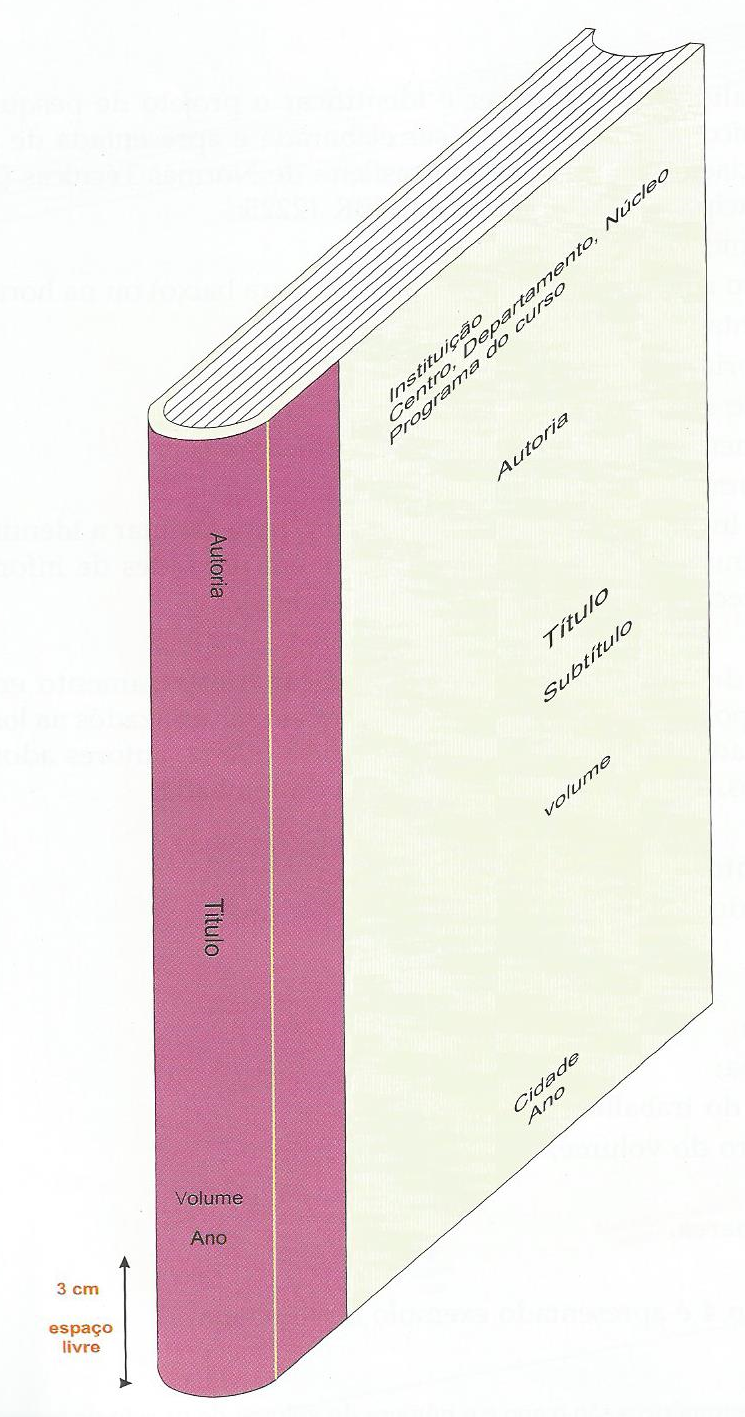 Instituição
Centro, Departamento, Núcleo
Programa do curso
Autoria
Título
Subtítulo
volume
Cidade
Ano
Autoria
Título
Volume
Ano
3 cm
espaço
livre